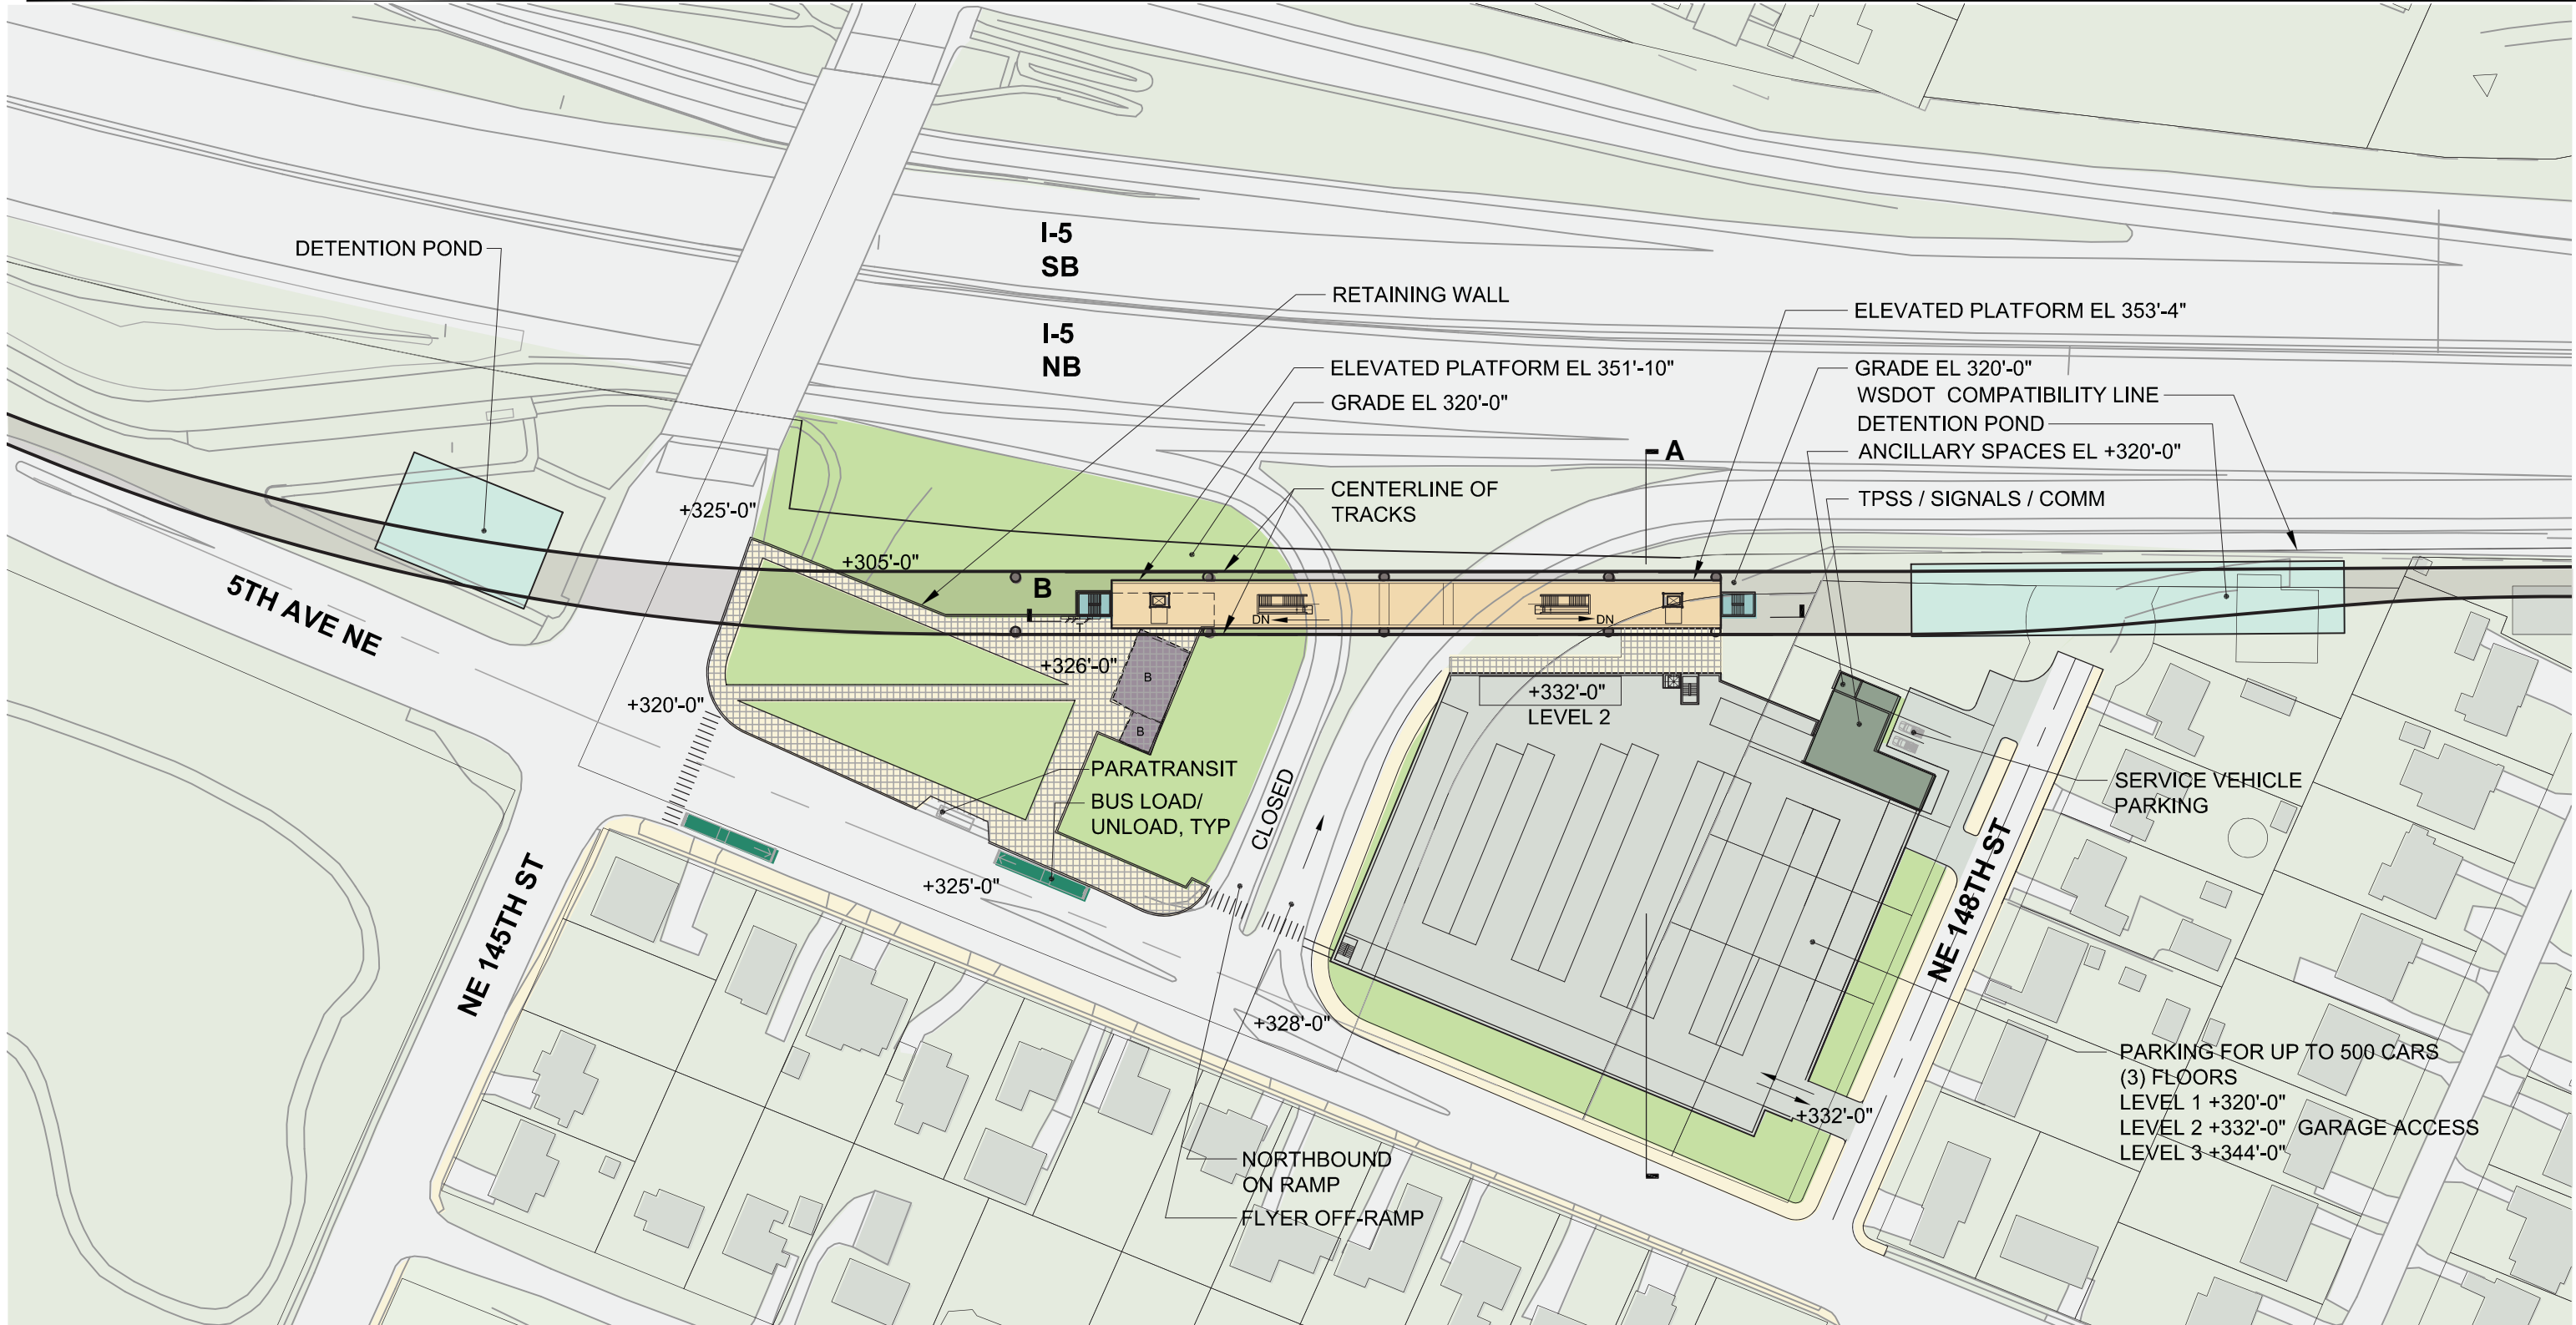 I-5
SB
DETENTION POND
RETAINING WALL
ELEVATED PLATFORM EL 353'-4"
I-5
NB
ELEVATED PLATFORM EL 351'-10"
GRADE EL 320'-0"
GRADE EL 320'-0"
WSDOT COMPATIBILITY LINE
DETENTION POND
ANCILLARY SPACES EL +320'-0"
A
CENTERLINE OF
TRACKS
TPSS / SIGNALS / COMM
+325'-0"
+305'-0"
B
5TH AVE NE
DN
DN
+326'-0"
B
+320'-0"
+332'-0"
LEVEL 2
B
PARATRANSIT
BUS LOAD/
UNLOAD, TYP
CLOSED
SERVICE VEHICLE
PARKING
+325'-0"
NE 145TH ST
NE 148TH ST
+328'-0"
PARKING FOR UP TO 500 CARS
(3) FLOORS
LEVEL 1 +320'-0"
LEVEL 2 +332'-0" GARAGE ACCESS
LEVEL 3 +344'-0"
+332'-0"
NORTHBOUND
ON RAMP
FLYER OFF-RAMP